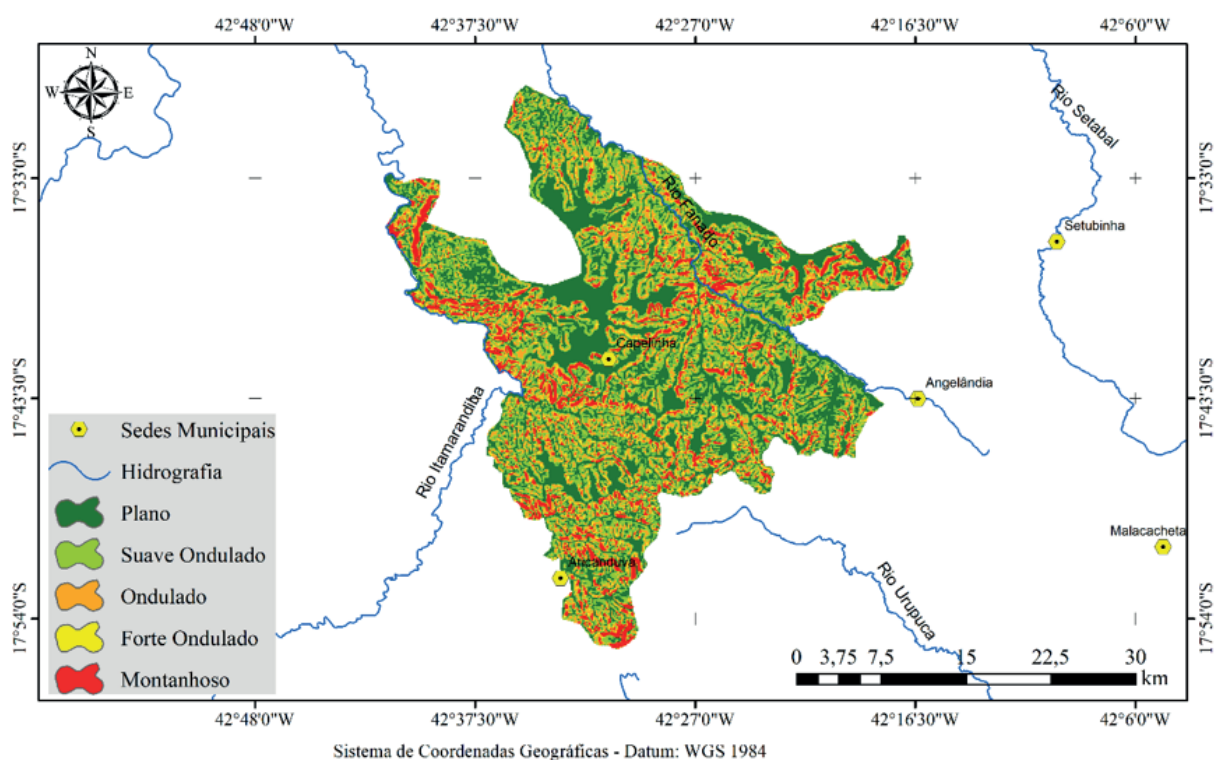 42°48'0"W 42°37'30"W 42°27'0"W 42°16'30"W 42°6'0"W
N
W E
S
Rio Setabal
17°33'0"S
17°33'0"S
Rio Fanado
Setubinha
Capelinha
Angelândia
17°43'30"S
17°43'30"S
Rio Itamarandiba
Sedes Municipais
Hidrografia
Plano
Suave Ondulado
Ondulado
Forte Ondulado
Montanhoso
Malacacheta
Aricanduva
Rio Urupuca
17°54'0"S
17°54'0"S
0 3,75 7,5 15 22,5 30
km
42°48'0"W 42°37'30"W 42°27'0"W 42°16'30"W 42°6'0"W
Sistema de Coordenadas Geográficas - Datum: WGS 1984